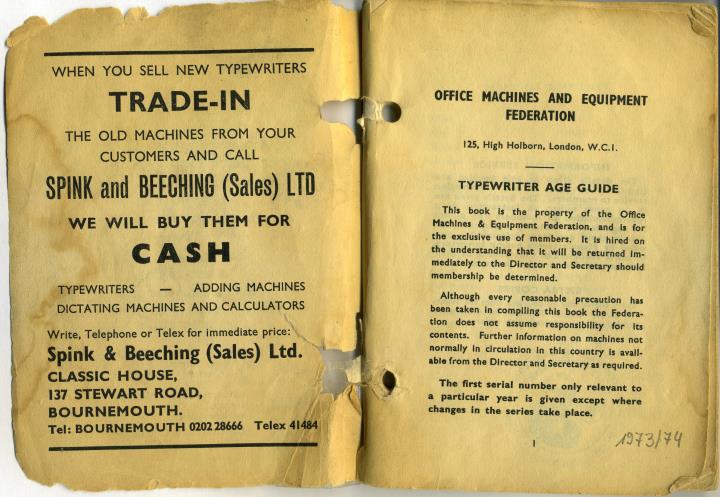 WHEN YOU SELL NEW TYPEWRITERS
TRADE-IN
THE OLD MACHINES FROM YOUR
CUSTOMERS AND CALL
SPINK and BEECHING (Sales) LTD
WE WILL BUY THEM FOR
CASH
TYPEWRITERS — ADDING MACHINES
DICTATING MACHINES AND CALCULATORS
Write, Telephone or Telex for immediate price:
Spink & Beeching (Sales) Ltd.
CLASSIC HOUSE,
137 STEWART ROAD,
BOURNEMOUTH.
Tel: BOURNEMOUTH 0202 28666 Telex 41484
OFFICE MACHINES AND EQUIPMENT
FEDERATION
125, High Holborn, London, W.C.1.
TYPEWRITER AGE GUIDE
This book is the property of the Office
Machines & Equipment Federation, and is for
the exclusive use of members. It is hired on
the understanding that it will be returned im-
mediately to the Director and Secretary should
membership be determined.
Although every reasonable precaution has
been taken in compiling this book the Federa-
tion does not assume responsibility for its
contents. Further information on machines not
normally in circulation in this country is avail-
able from the Director and Secretary as required.
The first serial number only relevant to
a particular year is given except where
changes in the series take place.
1
1973/74